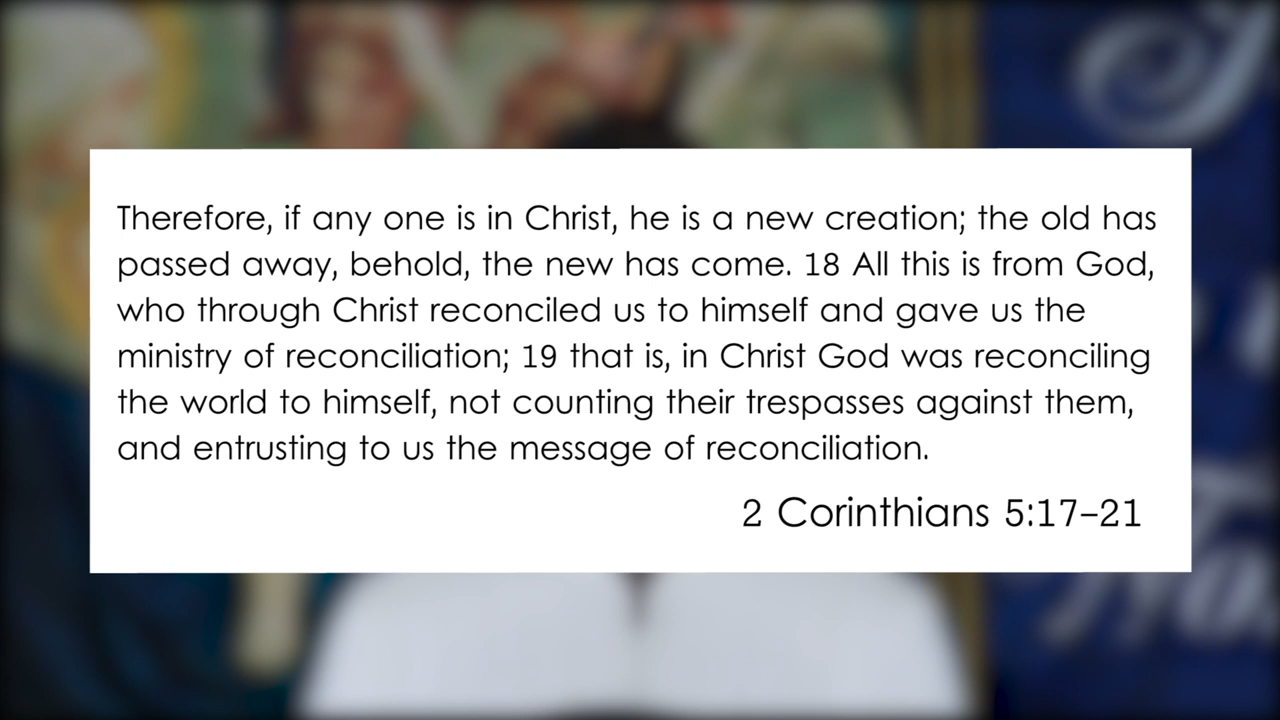 Therefore, if any one is in Christ, he is a new creation; the old has
passed away, behold, the new has come. 18 All this is from God,
who through Christ reconciled us to himself and gave us the
ministry of reconciliation; 19 that is, in Christ God was reconciling
the world to himself, not counting their trespasses against them,
and entrusting to us the message of reconciliation.
2 Corinthians 5:17–21